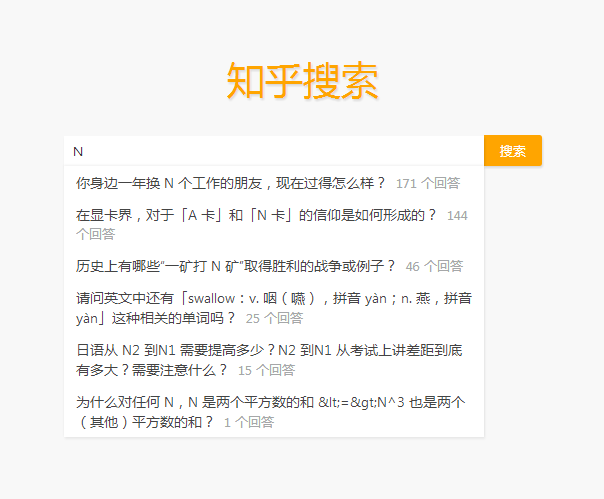 知乎搜索
N
搜索
你身边一年换 N 个工作的朋友，现在过得怎么样？ 171 个回答
在显卡界，对于「A 卡」和「N 卡」的信仰是如何形成的？ 144
个回答
历史上有哪些“一矿打 N 矿”取得胜利的战争或例子？ 46 个回答
请问英文中还有「swallow：v. 咽（嚥），拼音 yàn；n. 燕，拼音
yàn」这种相关的单词吗？ 25 个回答
日语从 N2 到N1 需要提高多少？N2 到N1 从考试上讲差距到底
有多大？需要注意什么？ 15 个回答
为什么对任何 N，N 是两个平方数的和 &lt;=&gt;N^3 也是两个
（其他）平方数的和？ 1 个回答